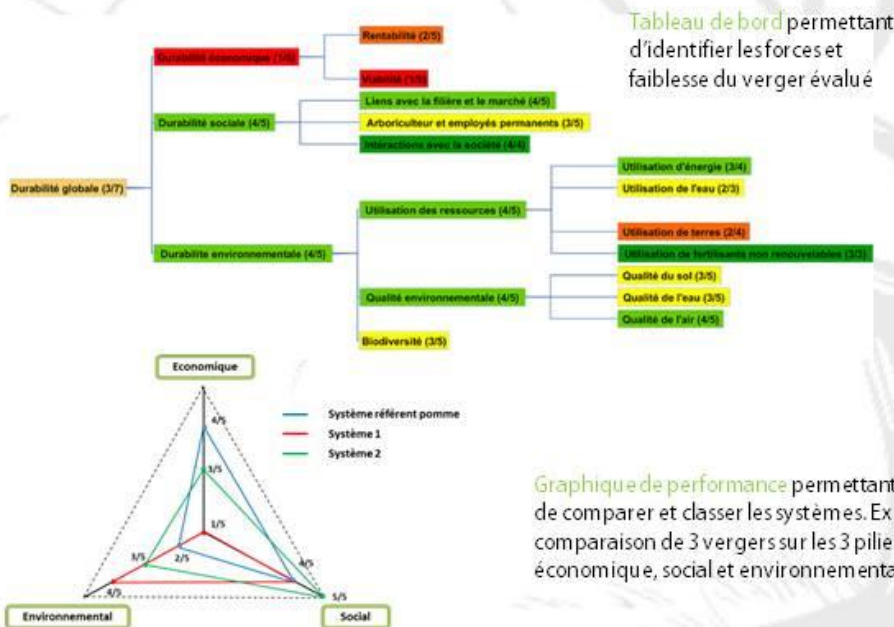 Tableau de bord permettant
d'identifier les forces et
faiblesse du verger évalué
Rentabilité (2/5)
Durabilité économique (1/5)
Viabilité (1/5)
Liens avec la filière et le marché (4/5)
Durabilité sociale (4/5)
Arboriculteur et employés permanents (3/5)
Intéractions avec la société (4/4)
Durabilité globale (3/7)
Utilisation d'énergie (3/4)
Utilisation de l'eau (2/3)
Utilisation des ressources (4/5)
Utilisation de terres (2/4)
Durabilite environnementale (4/5)
Utilisation de fertilisants non renouvelables (3/3)
Qualité du sol (3/5)
Qualité environnementale (4/5)
Qualité de l'eau (3/5)
Qualité de l'air (4/5)
Biodiversité (3/5)
Economique
4/5
Système référent pomme
Système 1
Système 2
3/5
1/5
3/5
2/5
4/5
4/5
5/5
Environnemental
Social
Graphique de performance permettant
de comparer et classer les systèmes. Ex
comparaison de 3 vergers sur les 3 pilie
économique, social et environnementa